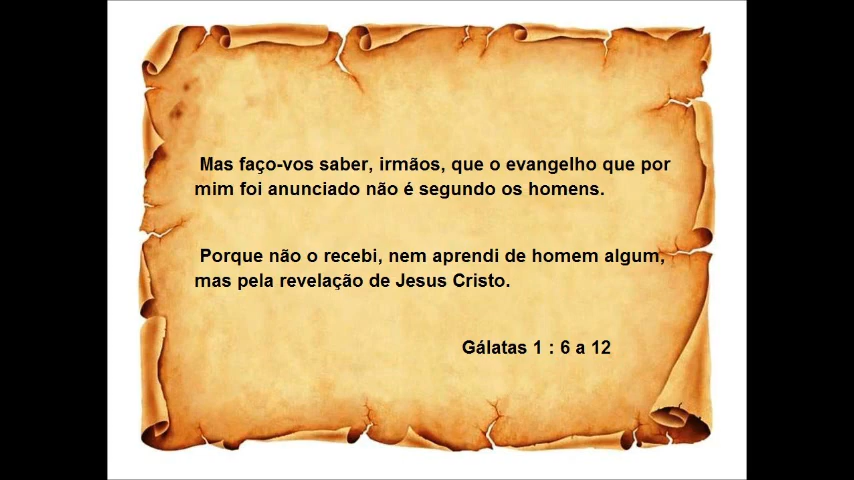 Mas faço-vos saber, irmãos, que o evangelho que por
mim foi anunciado não é segundo os homens.
Porque não o recebi, nem aprendi de homem algum,
mas pela revelação de Jesus Cristo.
Gálatas 1 : 6 a 12